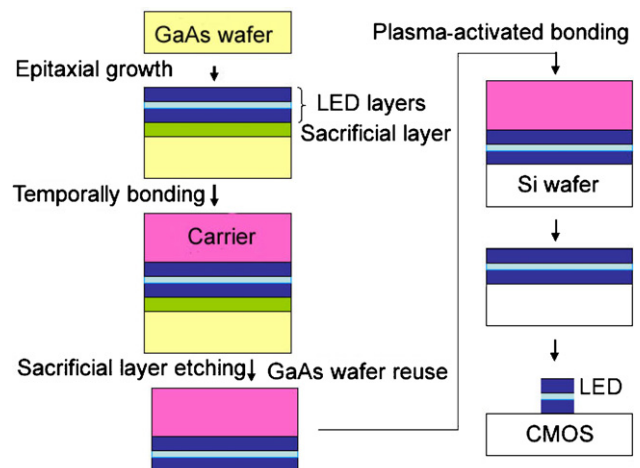 GaAs wafer
Epitaxial growth
LED layers
Sacrificial layer
Temporally bonding
Carrier
Sacrificial layer etching
GaAs wafer reuse
Plasma-activated bonding
Si wafer
LED
CMOS